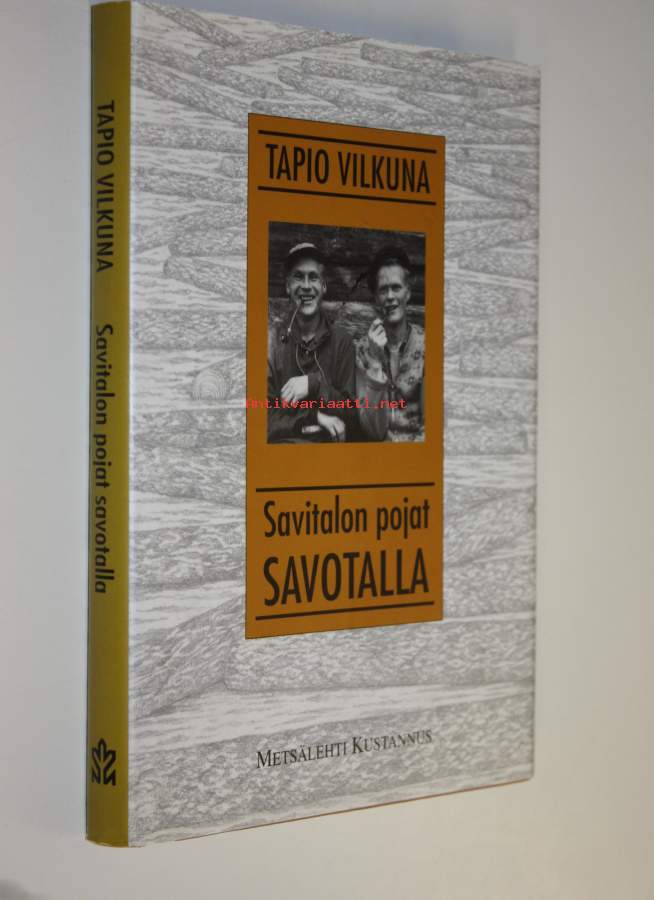 TAPIO VILKUNA
Savitalon pojat savotalla
TAPIO VILKUNA
Antikvariaatti.net
Savitalon pojat
SAVOTALLA
METSÄLEHTI KUSTANNUS